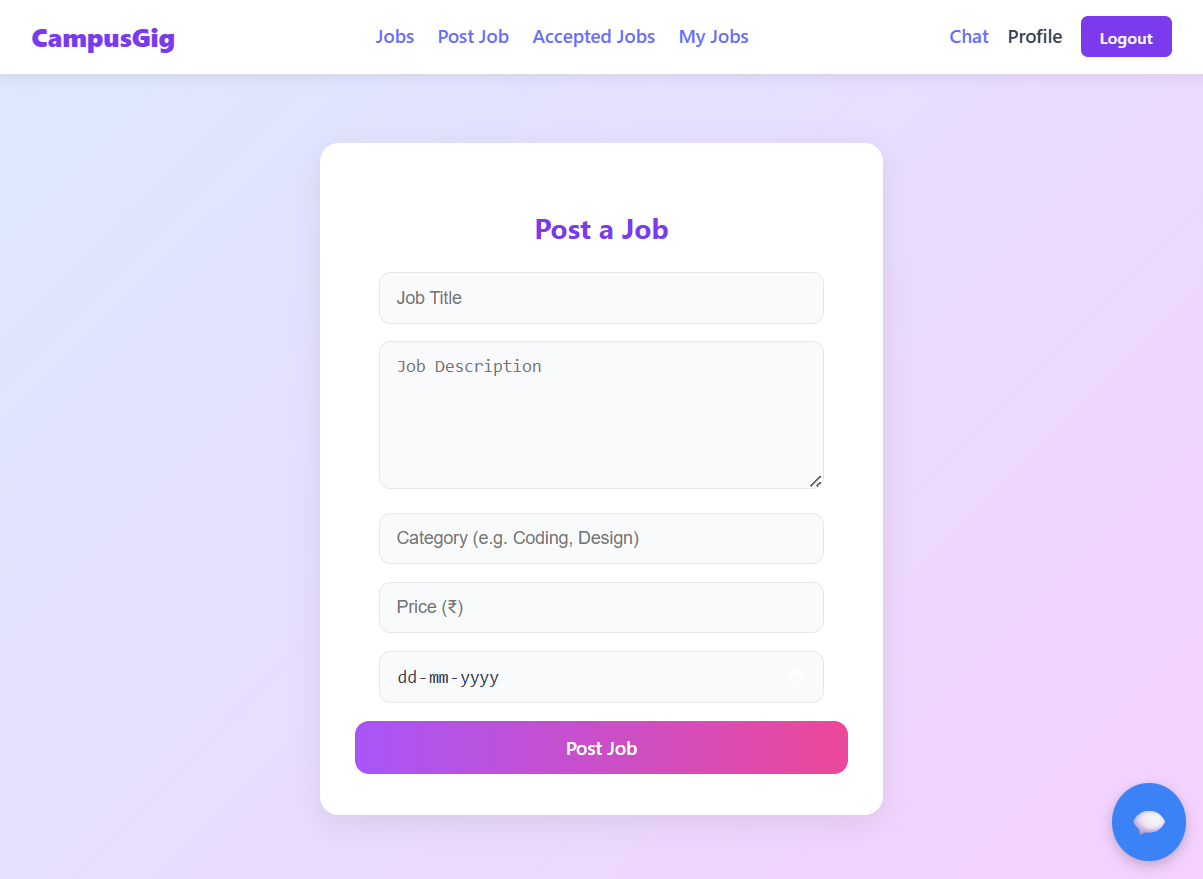 CampusGig
Jobs Post Job Accepted Jobs My Jobs
Chat Profile Logout
Post a Job
Job Title
Job Description
Category (e.g. Coding, Design)
Price (₹)
dd-mm-yyyy
Post Job